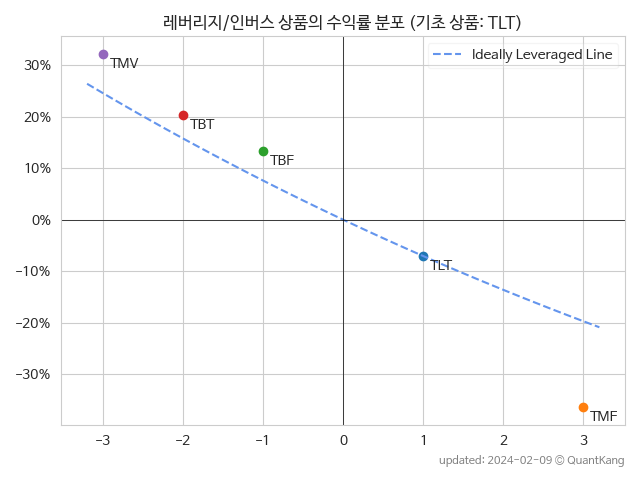 레버리지/인버스 상품의 수익률 분포 (기초 상품: TLT)
Ideally Leveraged Line
30%
20%
10%
0%
−10%
−20%
−30%
TMV
TBT
TBF
TLT
TMF
−3 −2 −1 0 1 2 3
updated: 2024-02-09 © QuantKang